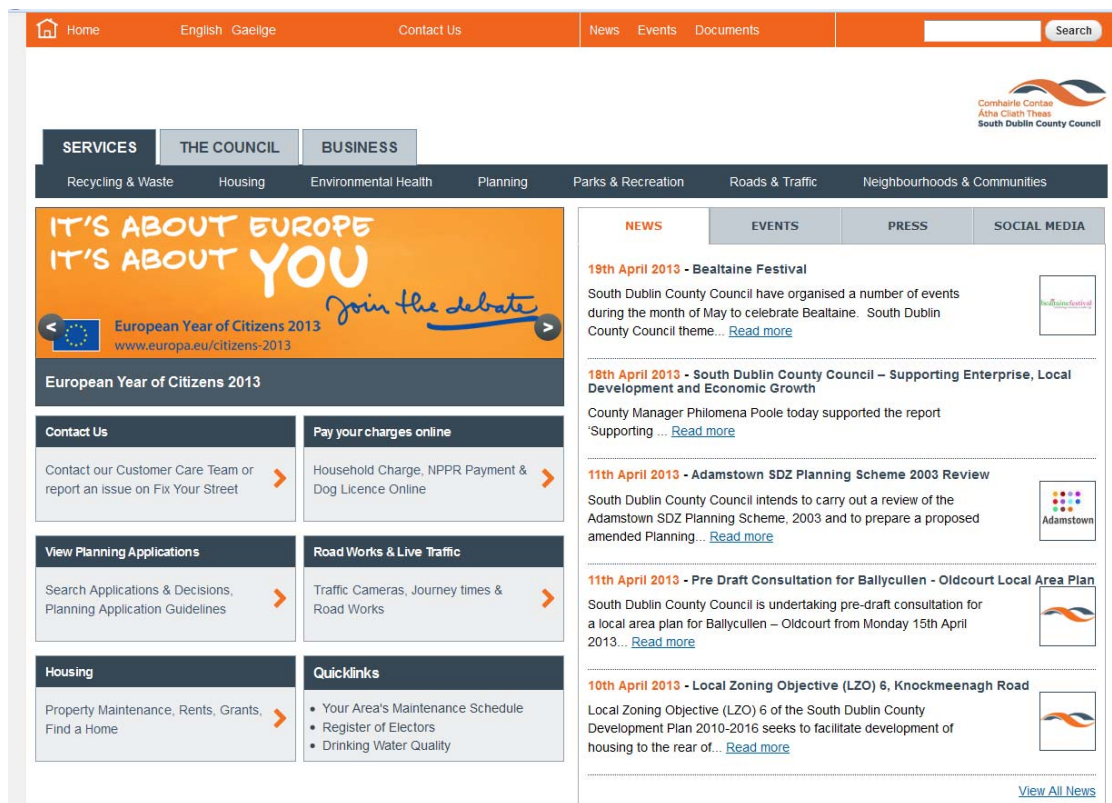 Home English Gaeilge Contact Us News Events Documents Search
Comhairle Contae
Átha Cliath Theas
South Dublin County Council
SERVICES THE COUNCIL BUSINESS
Recycling & Waste Housing Environmental Health Planning Parks & Recreation Roads & Traffic Neighbourhoods & Communities
IT'S ABOUT EUROPE
IT'S ABOUT YOU
Join the debate
European Year of Citizens 2013
www.europa.eu/citizens-2013
European Year of Citizens 2013
Contact Us
Contact our Customer Care Team or
report an issue on Fix Your Street
Pay your charges online
Household Charge, NPPR Payment &
Dog Licence Online
View Planning Applications
Search Applications & Decisions,
Planning Application Guidelines
Road Works & Live Traffic
Traffic Cameras, Journey times &
Road Works
Housing
Property Maintenance, Rents, Grants,
Find a Home
Quicklinks
• Your Area's Maintenance Schedule
• Register of Electors
• Drinking Water Quality
NEWS EVENTS PRESS SOCIAL MEDIA
19th April 2013 - Bealtaine Festival
South Dublin County Council have organised a number of events
during the month of May to celebrate Bealtaine. South Dublin
County Council theme... Read more
bealtainefestival
18th April 2013 - South Dublin County Council – Supporting Enterprise, Local
Development and Economic Growth
County Manager Philomena Poole today supported the report
'Supporting ... Read more
11th April 2013 - Adamstown SDZ Planning Scheme 2003 Review
South Dublin County Council intends to carry out a review of the
Adamstown SDZ Planning Scheme, 2003 and to prepare a proposed
amended Planning... Read more
Adamstown
11th April 2013 - Pre Draft Consultation for Ballycullen - Oldcourt Local Area Plan
South Dublin County Council is undertaking pre-draft consultation for
a local area plan for Ballycullen – Oldcourt from Monday 15th April
2013... Read more
10th April 2013 - Local Zoning Objective (LZO) 6, Knockmeenagh Road
Local Zoning Objective (LZO) 6 of the South Dublin County
Development Plan 2010-2016 seeks to facilitate development of
housing to the rear of... Read more
View All News